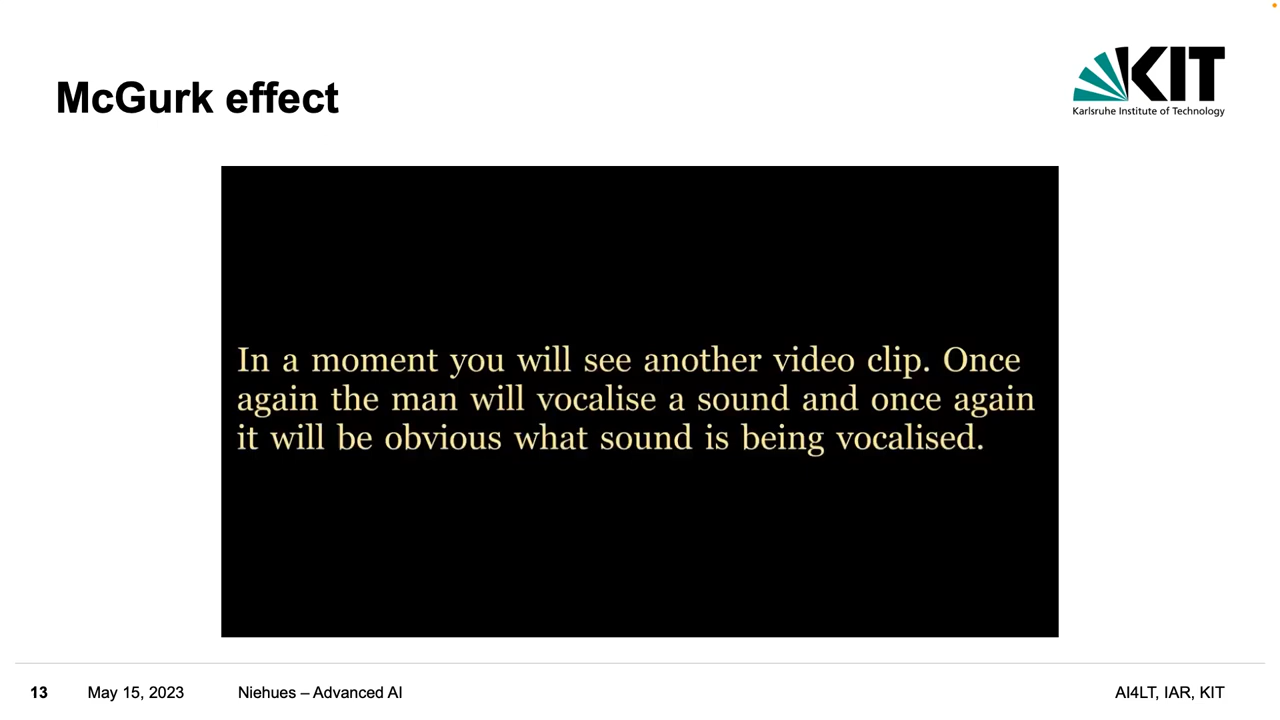 McGurk effect
KIT
Karlsruhe Institute of Technology
In a moment you will see another video clip. Once
again the man will vocalise a sound and once again
it will be obvious what sound is being vocalised.
13 May 15, 2023 Niehues – Advanced AI AI4LT, IAR, KIT